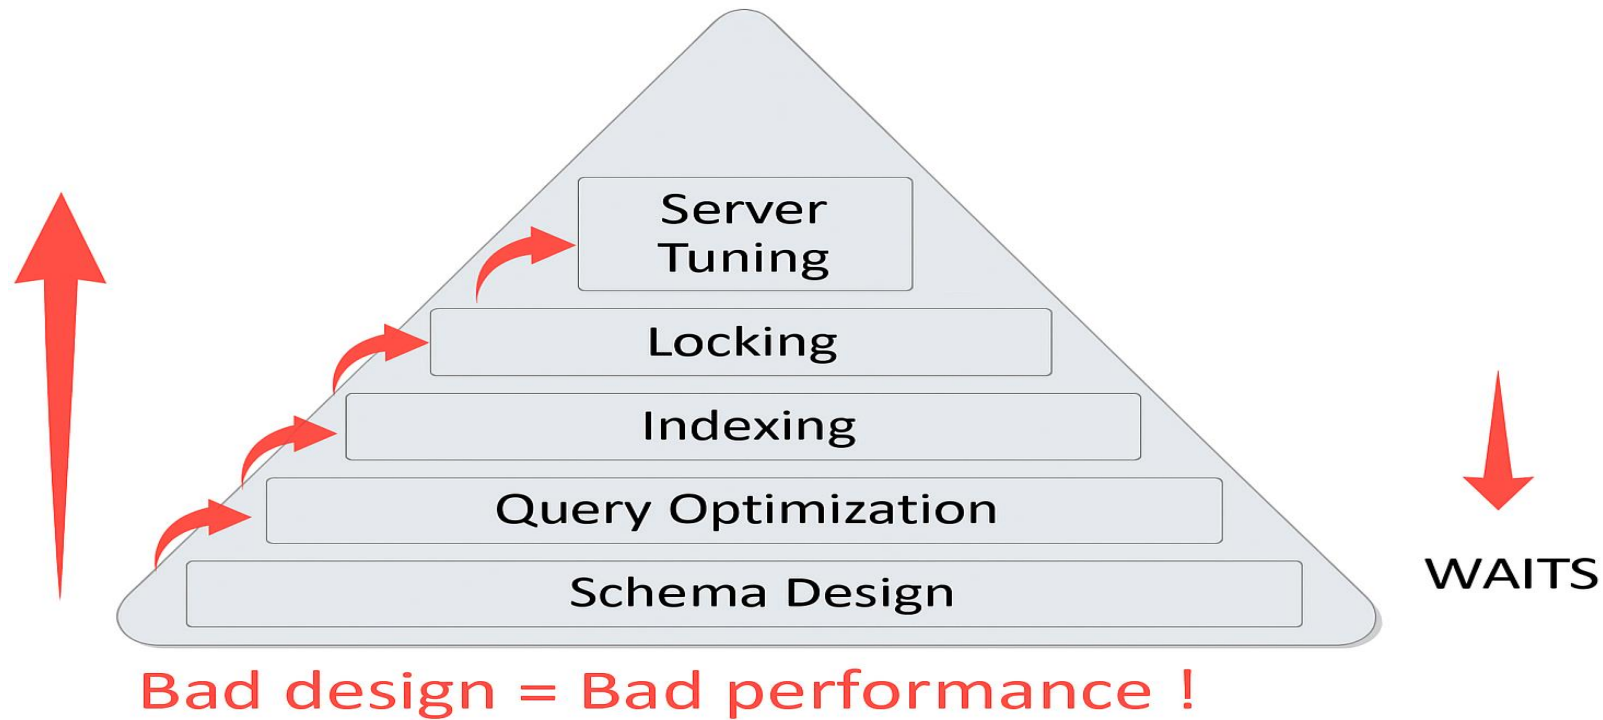 Server
Tuning
Locking
Indexing
Query Optimization
Schema Design
WAITS
Bad design = Bad performance !